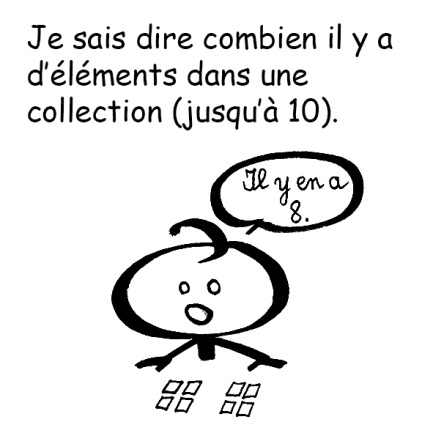 Je sais dire combien il y a
d'éléments dans une
collection (jusqu'à 10).
Il y en a
8.